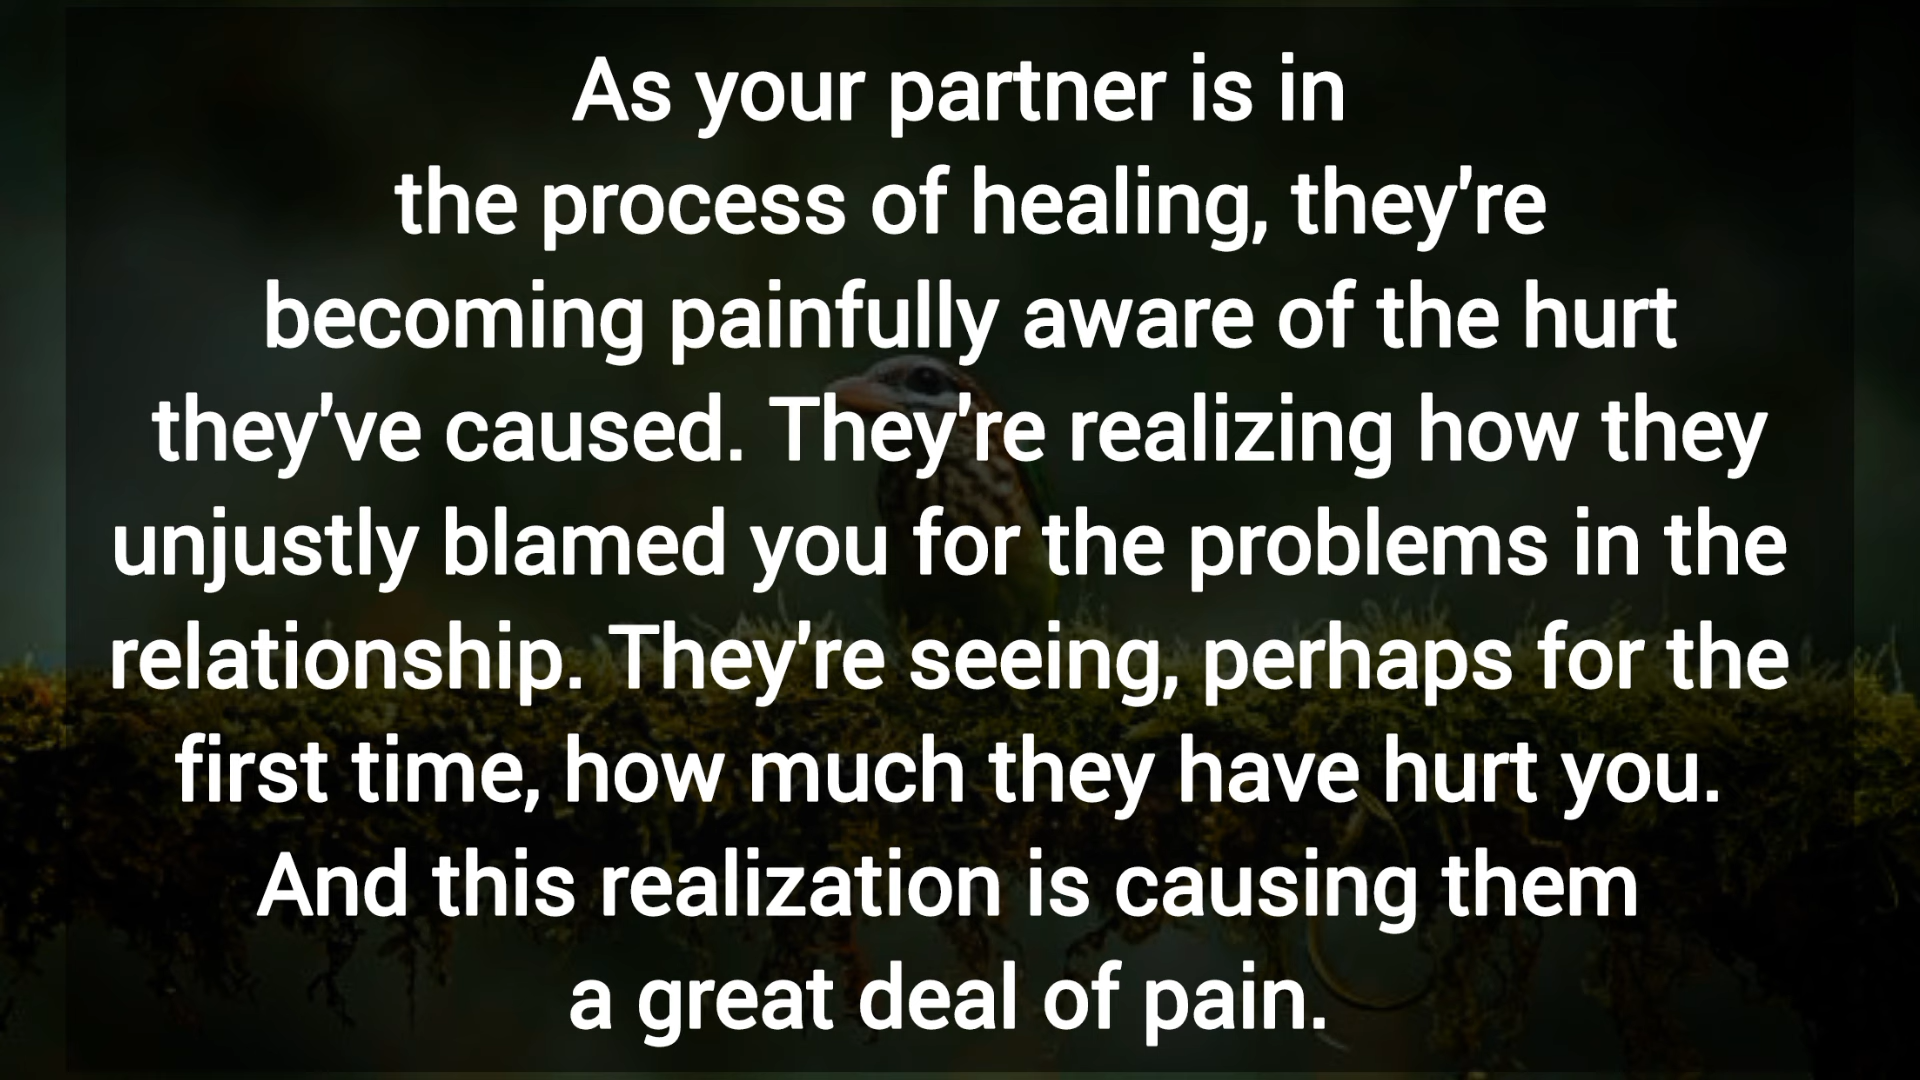 As your partner is in
the process of healing, they're
becoming painfully aware of the hurt
they've caused. They're realizing how they
unjustly blamed you for the problems in the
relationship. They're seeing, perhaps for the
first time, how much they have hurt you.
And this realization is causing them
a great deal of pain.